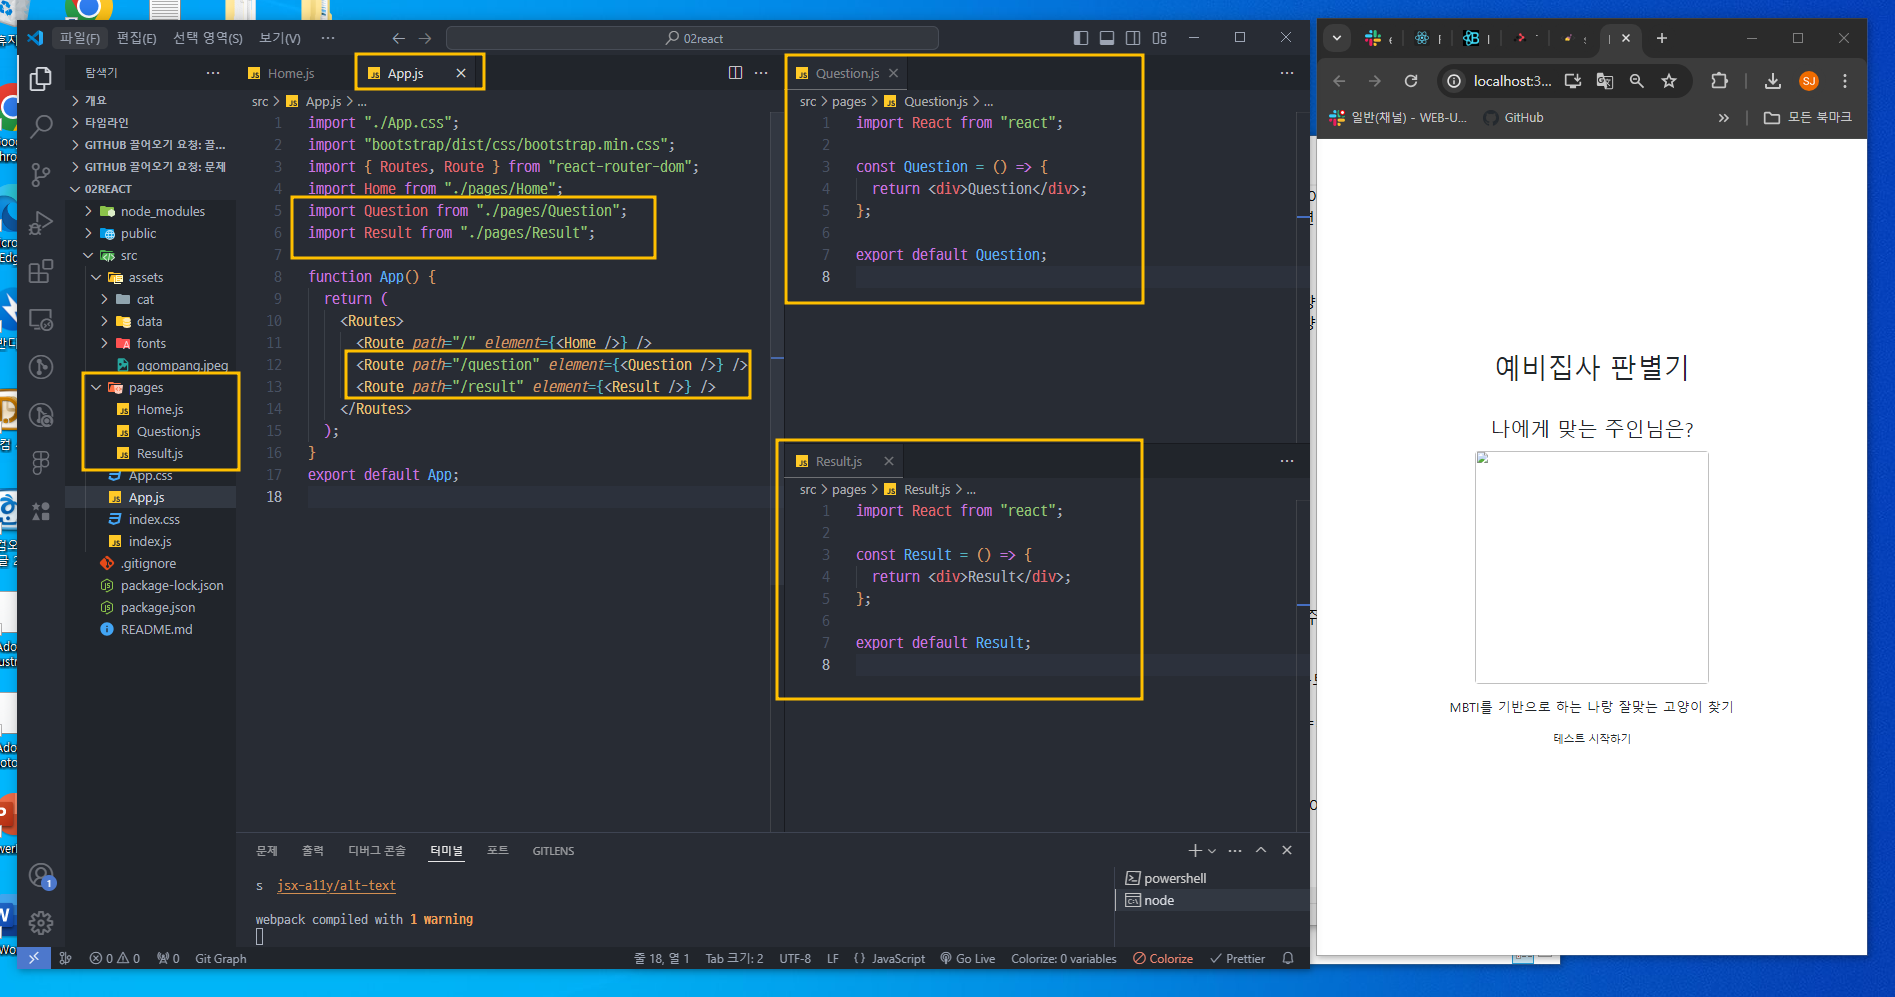 파일(F) 편집(E) 선택 영역(S) 보기(V) ··· 02react
탐색기 ···
개요
타임라인
GITHUB 끌어오기 요청: 끌...
GITHUB 끌어오기 요청: 문제
02REACT
node_modules
public
src
assets
cat
data
fonts
ggompang.jpeg
pages
Home.js
Question.js
Result.js
App.css
App.js
index.css
index.js
.gitignore
package-lock.json
package.json
README.md
Home.js App.js
src > App.js > ...
1 import "./App.css";
2 import "bootstrap/dist/css/bootstrap.min.css";
3 import { Routes, Route } from "react-router-dom";
4 import Home from "./pages/Home";
5 import Question from "./pages/Question";
6 import Result from "./pages/Result";
7
8 function App() {
9 return (
10 <Routes>
11 <Route path="/" element={<Home />} />
12 <Route path="/question" element={<Question />} />
13 <Route path="/result" element={<Result />} />
14 </Routes>
15 );
16 }
17 export default App;
18
Question.js
src > pages > Question.js > ...
1 import React from "react";
2
3 const Question = () => {
4 return <div>Question</div>;
5 };
6
7 export default Question;
8
Result.js
src > pages > Result.js > ...
1 import React from "react";
2
3 const Result = () => {
4 return <div>Result</div>;
5 };
6
7 export default Result;
8
문제 출력 디버그 콘솔 터미널 포트 GITLENS
s jsx-a11y/alt-text
webpack compiled with 1 warning
powershell
node
0 0 0 Git Graph 줄 18, 열 1 Tab 크기: 2 UTF-8 LF {} JavaScript Go Live Colorize: 0 variables Colorize Prettier
1
localhost:3... SJ
일반(채널) - WEB-U... GitHub » 모든 북마크
예비집사 판별기
나에게 맞는 주인님은?
MBTI를 기반으로 하는 나랑 잘맞는 고양이 찾기
테스트 시작하기